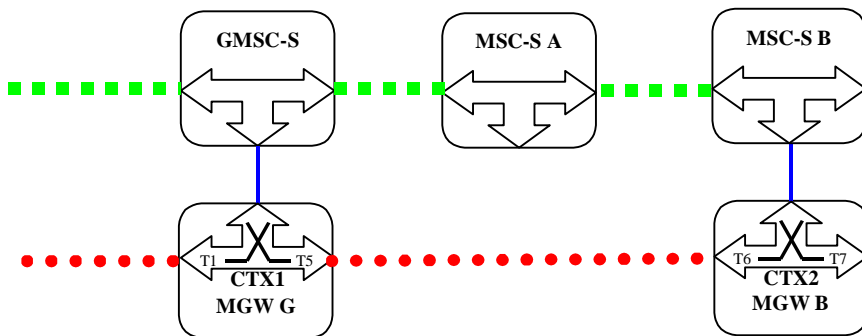 GMSC-S
MSC-S A
MSC-S B
T1
T5
CTX1
MGW G
T6
T7
CTX2
MGW B